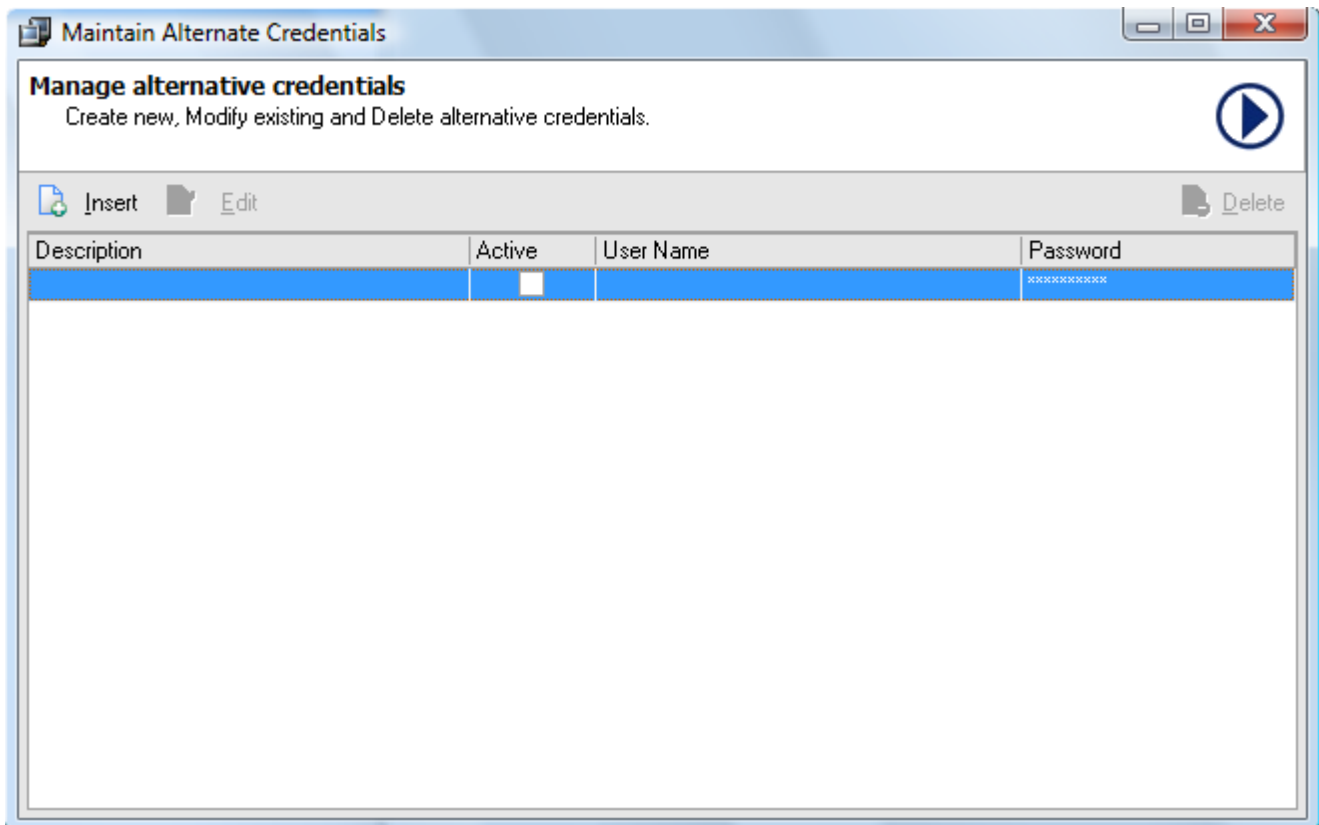 Maintain Alternate Credentials
Manage alternative credentials
Create new, Modify existing and Delete alternative credentials.
Insert Edit Delete
Description Active User Name Password
**********